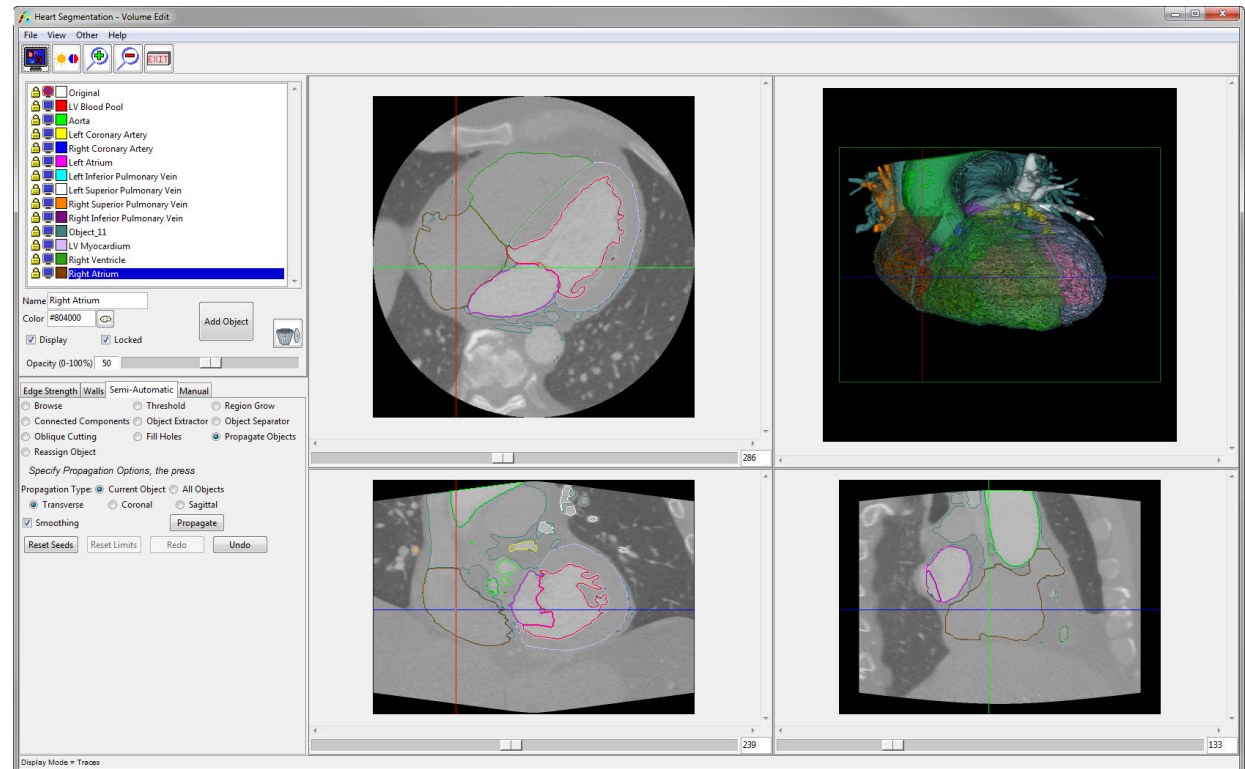 Heart Segmentation - Volume Edit
File View Other Help
EXIT
Original
LV Blood Pool
Aorta
Left Coronary Artery
Right Coronary Artery
Left Atrium
Left Inferior Pulmonary Vein
Left Superior Pulmonary Vein
Right Superior Pulmonary Vein
Right Inferior Pulmonary Vein
Object_11
LV Myocardium
Right Ventricle
Right Atrium
Name Right Atrium
Color #804000
Add Object
Display Locked
Opacity (0-100%) 50
Edge Strength Walls Semi-Automatic Manual
Browse Threshold Region Grow
Connected Components Object Extractor Object Separator
Oblique Cutting Fill Holes Propagate Objects
Reassign Object
Specify Propagation Options, the press
Propagation Type: Current Object All Objects
Transverse Coronal Sagittal
Smoothing Propagate
Reset Seeds Reset Limits Redo Undo
286
239
133
Display Mode = Traces